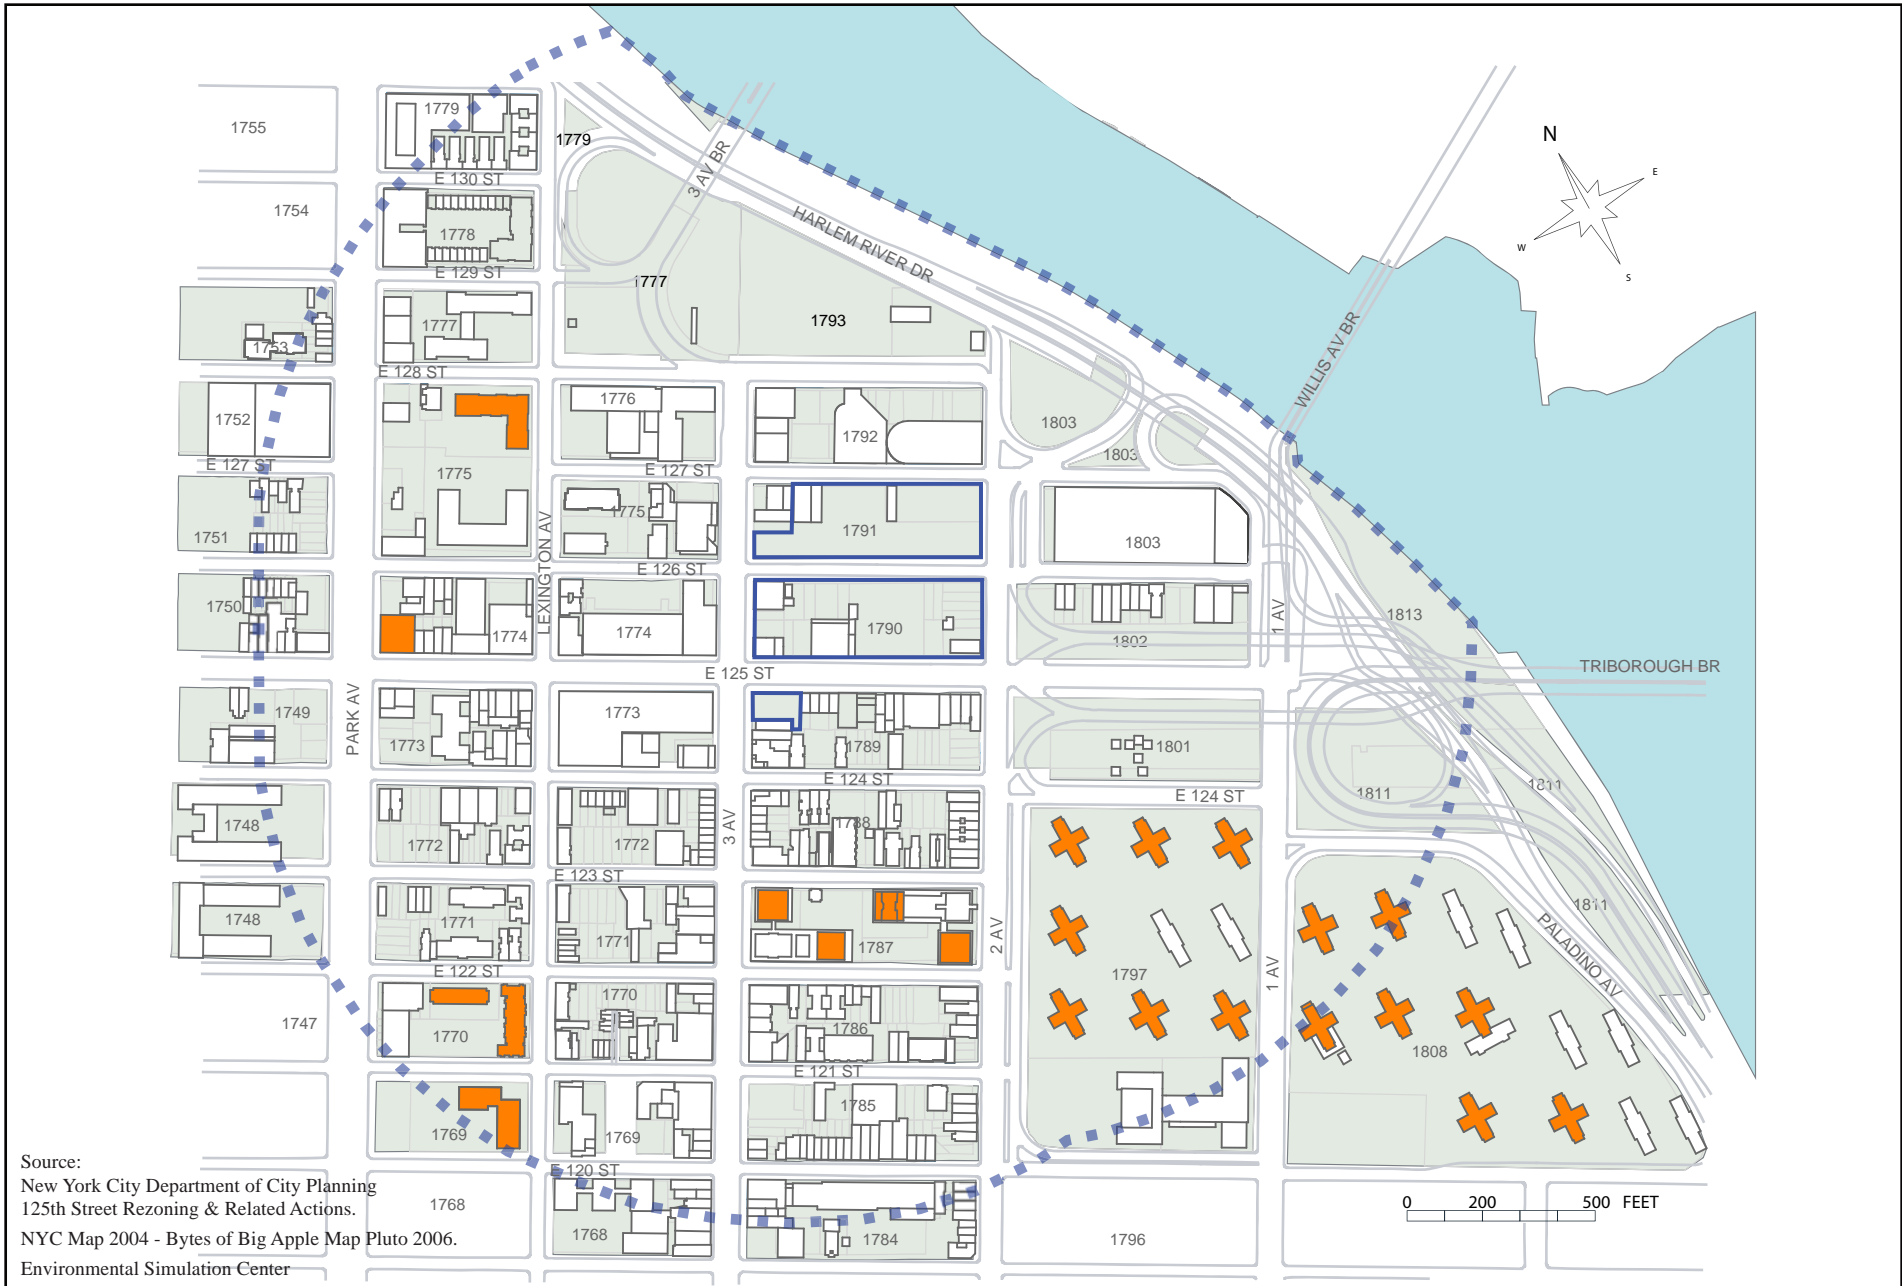 1755
1779
1779
E 130 ST
3 AV BR
N
E
W
S
1754
1778
E 129 ST
HARLEM RIVER DR
1777
1793
1753
1777
E 128 ST
WILLIS AV BR
1752
1776
1792
1803
1803
E 127 ST
E 127 ST
1775
1775
1751
1791
1803
LEXINGTON AV
E 126 ST
1750
1774
1774
1790
1802
1 AV
1813
E 125 ST
TRIBOROUGH BR
1749
PARK AV
1773
1773
1789
1801
E 124 ST
E 124 ST
1811
1811
1748
1772
1772
3 AV
1788
E 123 ST
1748
1771
1771
1787
2 AV
1811
PALADINO AV
E 122 ST
1797
1 AV
1747
1770
1770
1786
1808
E 121 ST
1769
1769
1785
E 120 ST
1768
1768
1784
1796
0 200 500 FEET
Source:
New York City Department of City Planning
125th Street Rezoning & Related Actions.
NYC Map 2004 - Bytes of Big Apple Map Pluto 2006.
Environmental Simulation Center